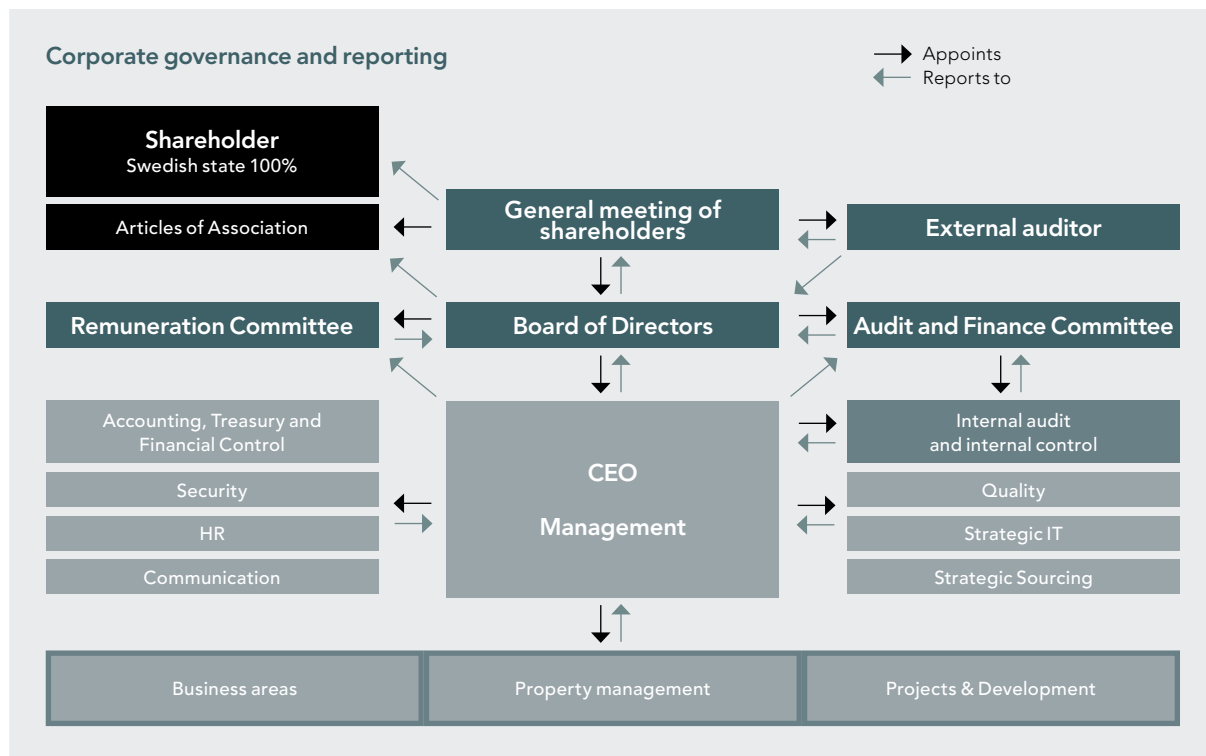 Corporate governance and reporting
Appoints
Reports to
Shareholder
Swedish state 100%
Articles of Association
General meeting of
shareholders
External auditor
Remuneration Committee
Board of Directors
Audit and Finance Committee
Accounting, Treasury and
Financial Control
Security
HR
Communication
CEO
Management
Internal audit
and internal control
Quality
Strategic IT
Strategic Sourcing
Business areas
Property management
Projects & Development